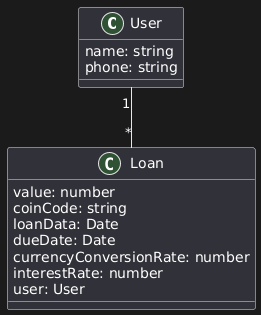 C User
name: string
phone: string
1
*
C Loan
value: number
coinCode: string
loanData: Date
dueDate: Date
currencyConversionRate: number
interestRate: number
user: User